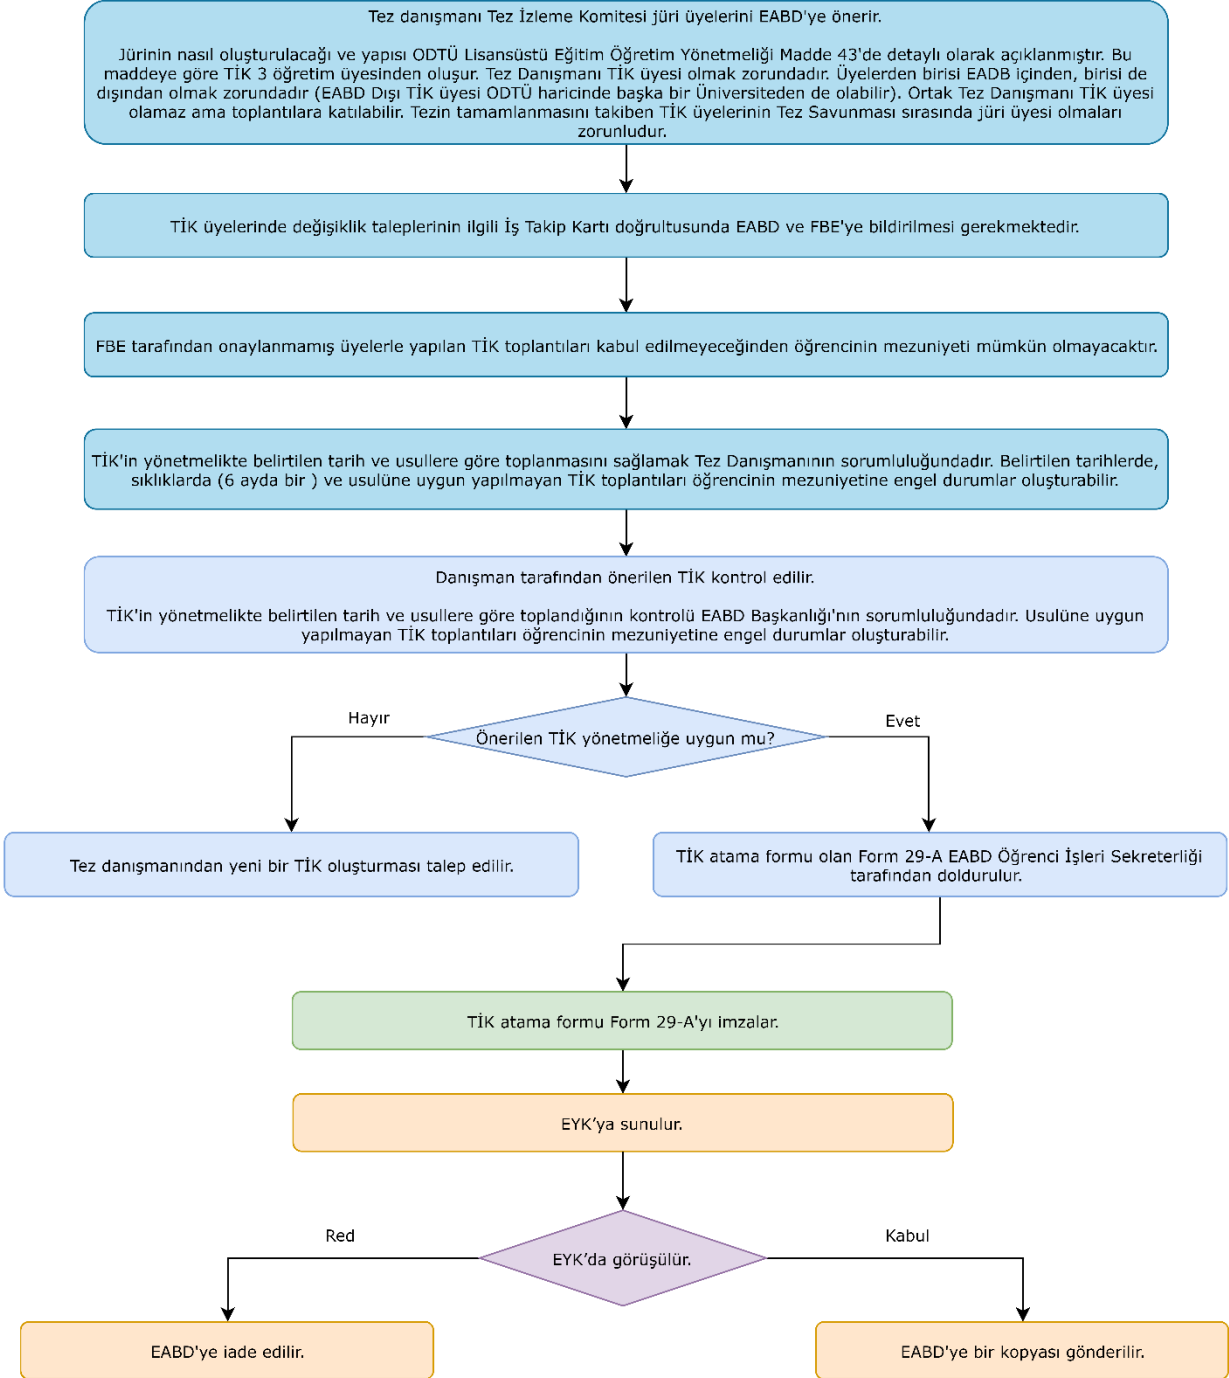 Tez danışmanı Tez İzleme Komitesi jüri üyelerini EABD'ye önerir.
Jürinin nasıl oluşturulacağı ve yapısı ODTÜ Lisansüstü Eğitim Öğretim Yönetmeliği Madde 43'de detaylı olarak açıklanmıştır. Bu
maddeye göre TİK 3 öğretim üyesinden oluşur. Tez Danışmanı TİK üyesi olmak zorundadır. Üyelerden birisi EADB içinden, birisi de
dışından olmak zorundadır (EABD Dışı TİK üyesi ODTÜ haricinde başka bir Üniversiteden de olabilir). Ortak Tez Danışmanı TİK üyesi
olamaz ama toplantılara katılabilir. Tezin tamamlanmasını takiben TİK üyelerinin Tez Savunması sırasında jüri üyesi olmaları
zorunludur.
TİK üyelerinde değişiklik taleplerinin ilgili İş Takip Kartı doğrultusunda EABD ve FBE'ye bildirilmesi gerekmektedir.
FBE tarafından onaylanmamış üyelerle yapılan TİK toplantıları kabul edilmeyeceğinden öğrencinin mezuniyeti mümkün olmayacaktır.
TİK'in yönetmelikte belirtilen tarih ve usullere göre toplanmasını sağlamak Tez Danışmanının sorumluluğundadır. Belirtilen tarihlerde,
sıklıklarda (6 ayda bir ) ve usulüne uygun yapılmayan TİK toplantıları öğrencinin mezuniyetine engel durumlar oluşturabilir.
Danışman tarafından önerilen TİK kontrol edilir.
TİK'in yönetmelikte belirtilen tarih ve usullere göre toplandığının kontrolü EABD Başkanlığı'nın sorumluluğundadır. Usulüne uygun
yapılmayan TİK toplantıları öğrencinin mezuniyetine engel durumlar oluşturabilir.
Hayır
Evet
Önerilen TİK yönetmeliğe uygun mu?
Tez danışmanından yeni bir TİK oluşturması talep edilir.
TİK atama formu olan Form 29-A EABD Öğrenci İşleri Sekreterliği
tarafından doldurulur.
TİK atama formu Form 29-A'yı imzalar.
EYK’ya sunulur.
Red
Kabul
EYK’da görüşülür.
EABD'ye iade edilir.
EABD’ye bir kopyası gönderilir.